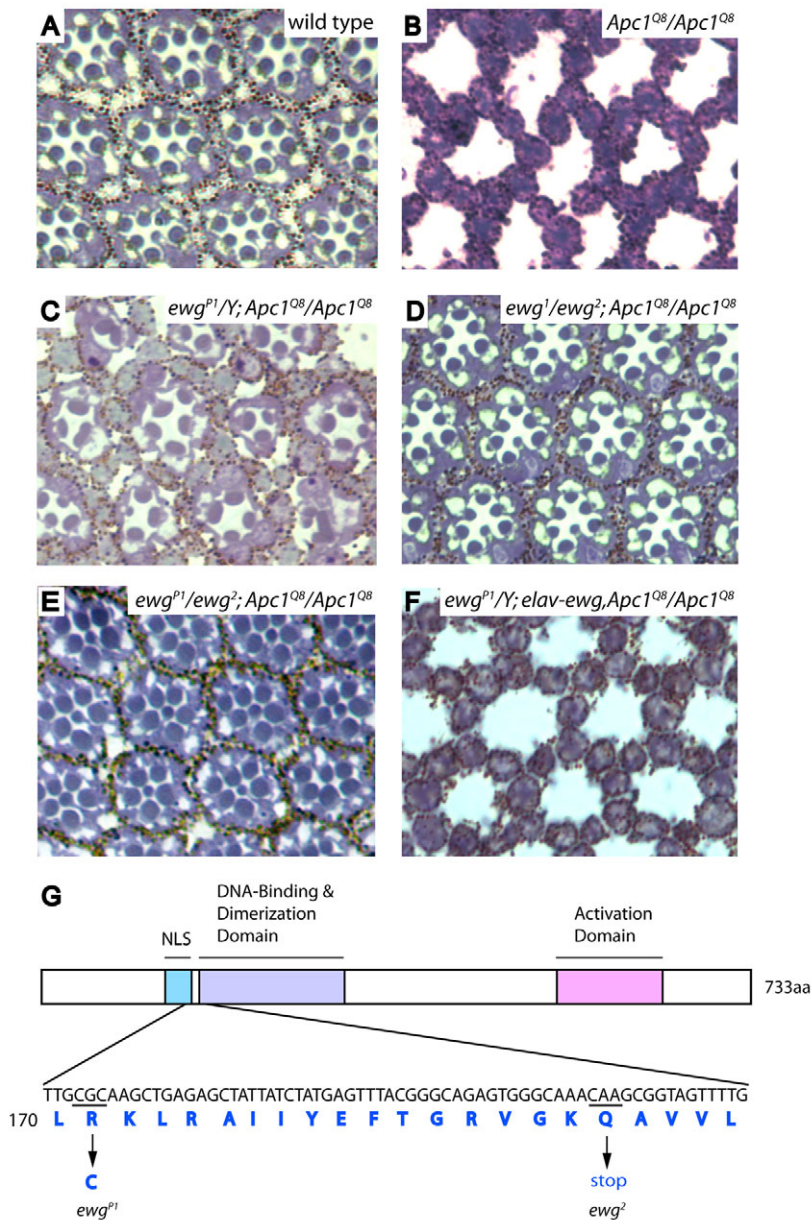 A wild type
B Apc1Q8/Apc1Q8
C ewgP1/Y; Apc1Q8/Apc1Q8
D ewg1/ewg2; Apc1Q8/Apc1Q8
E ewgP1/ewg2; Apc1Q8/Apc1Q8
F ewgP1/Y; elav-ewg,Apc1Q8/Apc1Q8
G
NLS
DNA-Binding &
Dimerization
Domain
Activation
Domain
733aa
TTGCGCAAGCTGAGAGCTATTATCTATGAGTTTACGGGCAGAGTGGGCAAACAAGCGGTAGTTTTG
170 L R K L R A I I Y E F T G R V G K Q A V V L
C
stop
ewgP1
ewg2